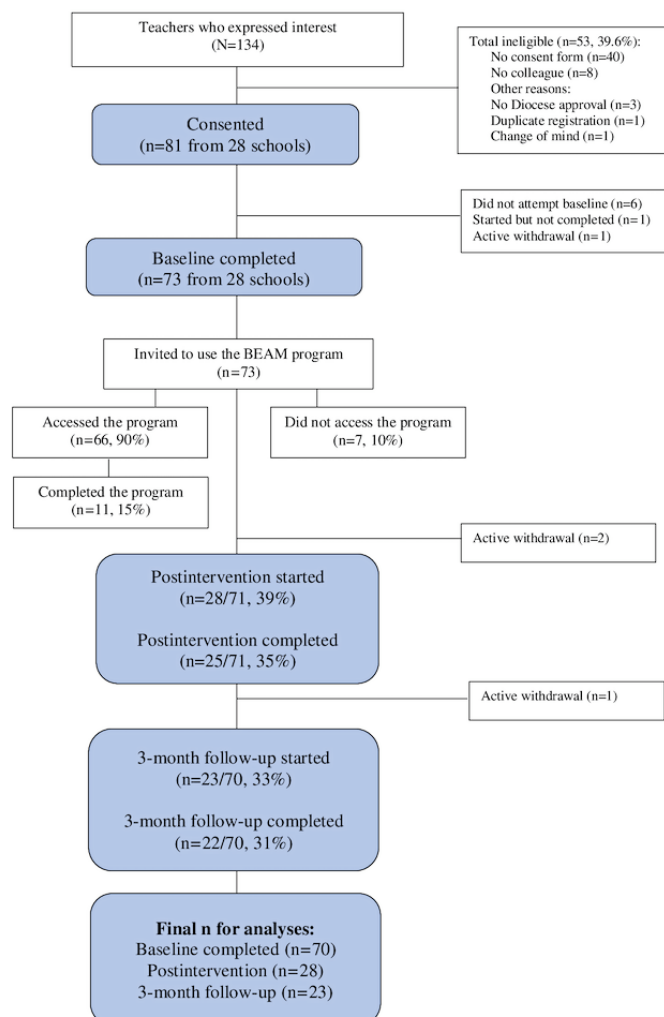 Teachers who expressed interest
(N=134)
Total ineligible (n=53, 39.6%):
No consent form (n=40)
No colleague (n=8)
Other reasons:
No Diocese approval (n=3)
Duplicate registration (n=1)
Change of mind (n=1)
Consented
(n=81 from 28 schools)
Did not attempt baseline (n=6)
Started but not completed (n=1)
Active withdrawal (n=1)
Baseline completed
(n=73 from 28 schools)
Invited to use the BEAM program
(n=73)
Accessed the program
(n=66, 90%)
Did not access the program
(n=7, 10%)
Completed the program
(n=11, 15%)
Active withdrawal (n=2)
Postintervention started
(n=28/71, 39%)
Postintervention completed
(n=25/71, 35%)
Active withdrawal (n=1)
3-month follow-up started
(n=23/70, 33%)
3-month follow-up completed
(n=22/70, 31%)
Final n for analyses:
Baseline completed (n=70)
Postintervention (n=28)
3-month follow-up (n=23)